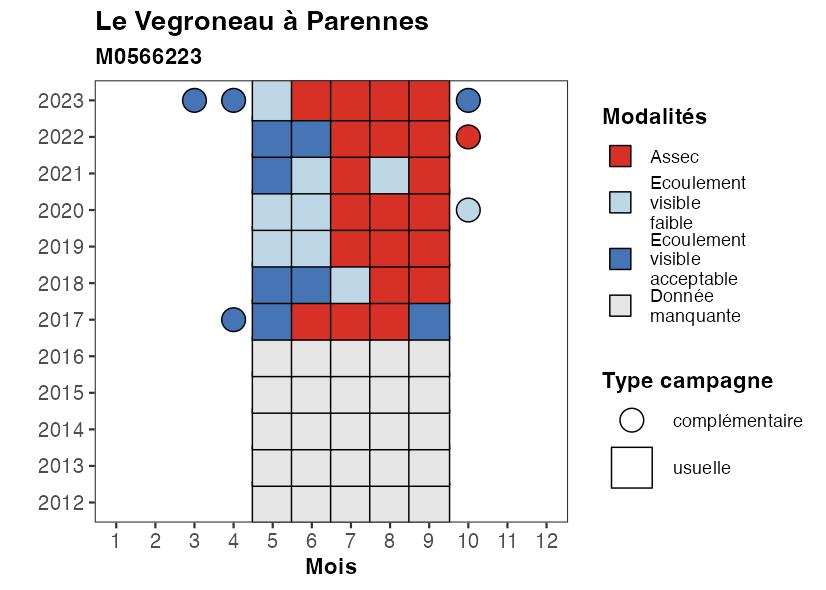 Le Vegroneau à Parennes
M0566223
2023
2022
2021
2020
2019
2018
2017
2016
2015
2014
2013
2012
1 2 3 4 5 6 7 8 9 10 11 12
Mois
Modalités
Assec
Ecoulement
visible
faible
Ecoulement
visible
acceptable
Donnée
manquante
Type campagne
complémentaire
usuelle